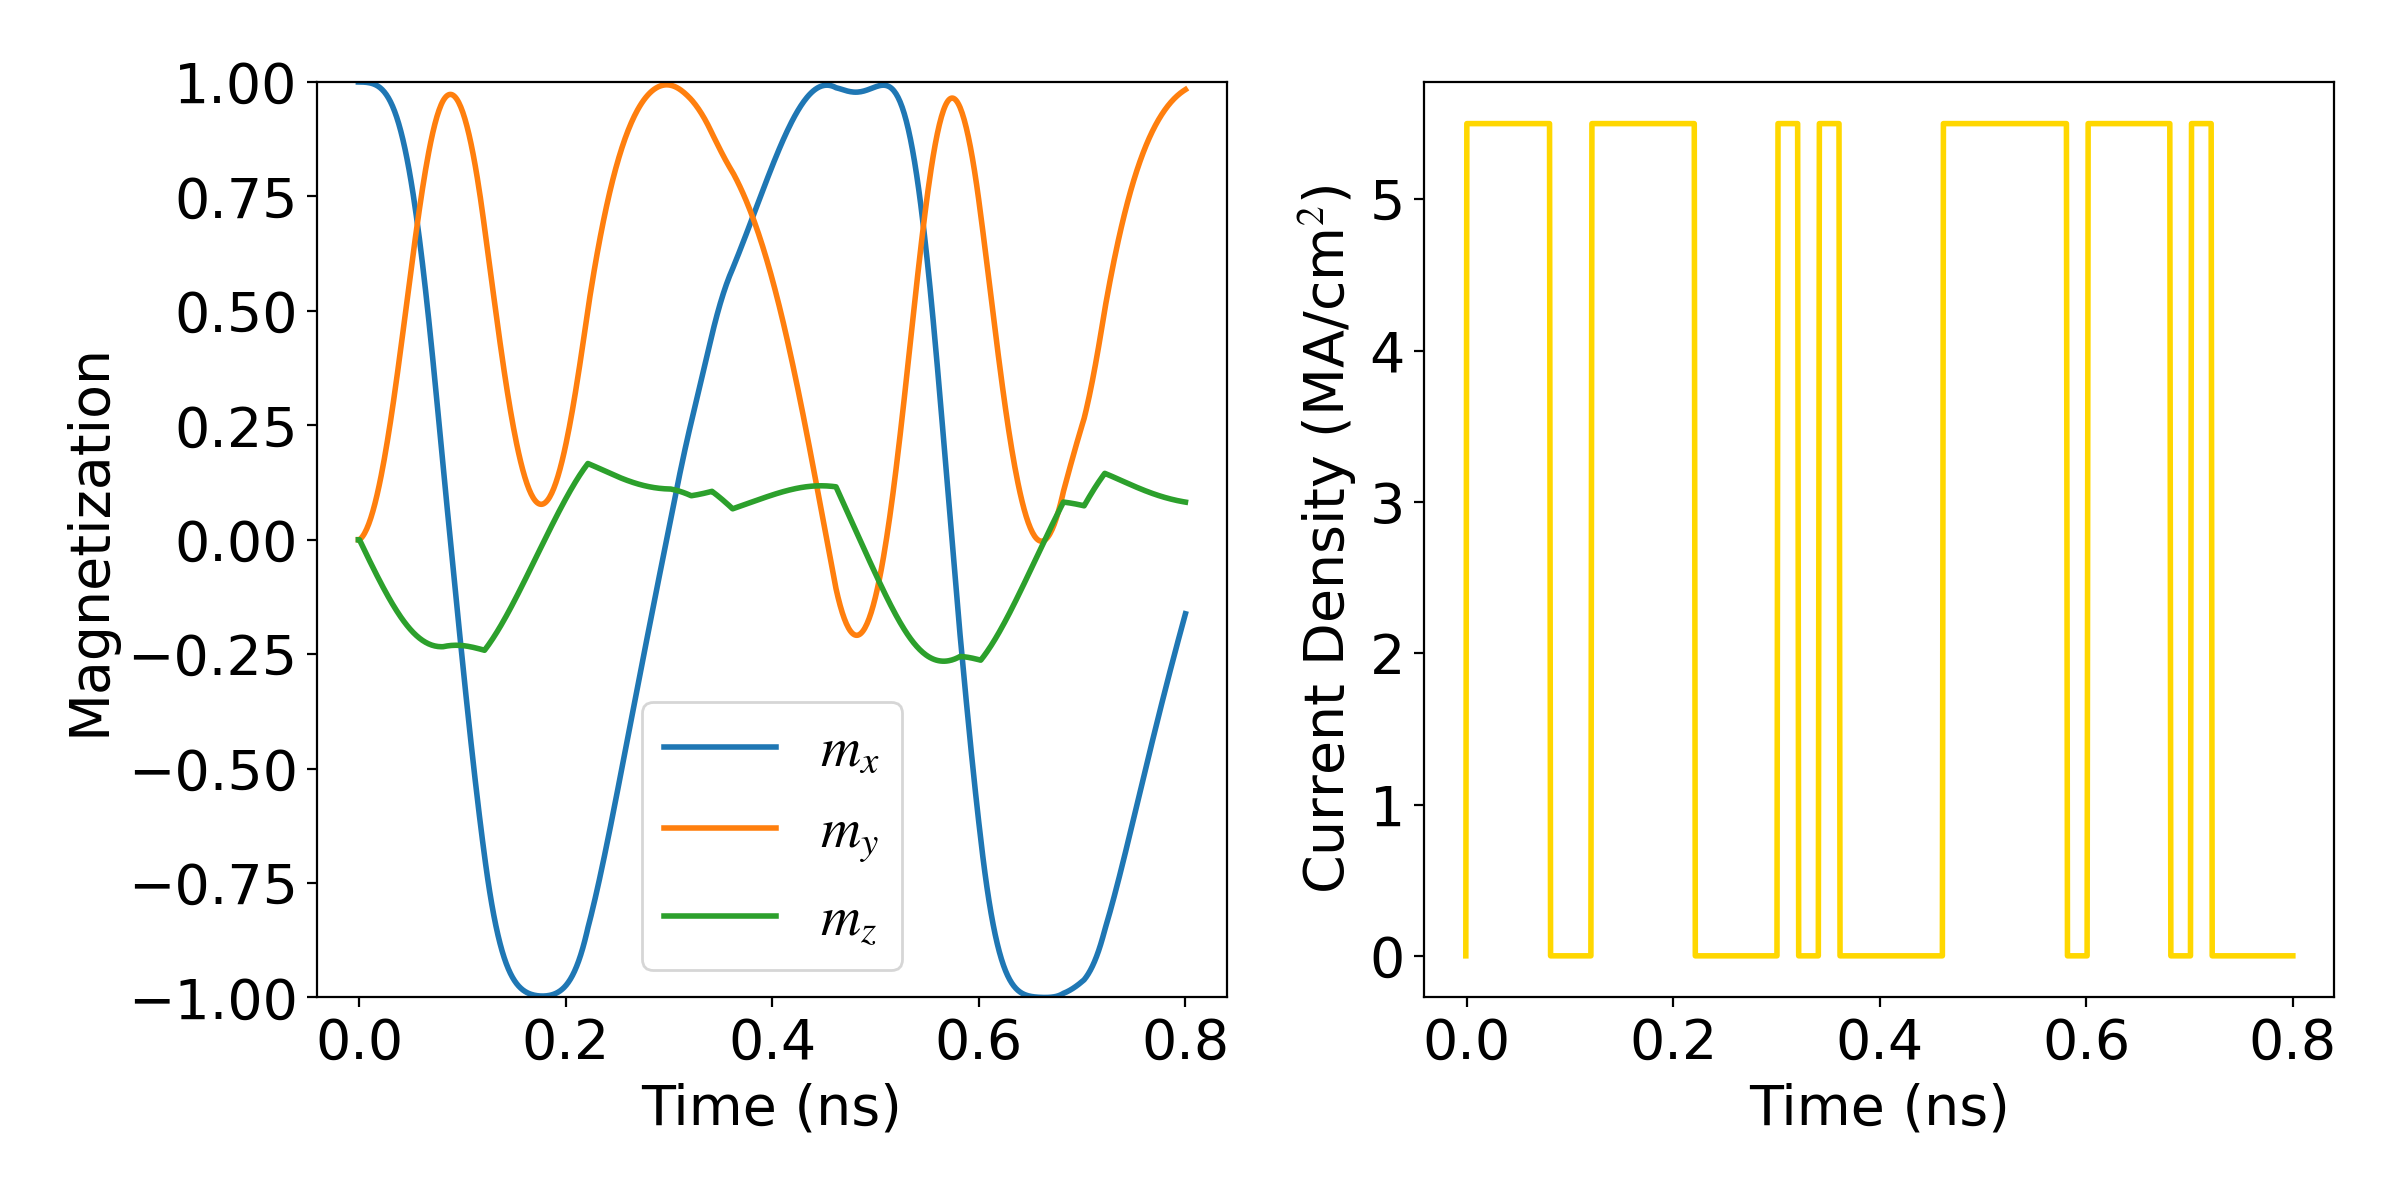 Magnetization
1.00
0.75
0.50
0.25
0.00
−0.25
−0.50
−0.75
−1.00
0.0 0.2 0.4 0.6 0.8
Time (ns)
m_x
m_y
m_z
Current Density (MA/cm²)
5
4
3
2
1
0
0.0 0.2 0.4 0.6 0.8
Time (ns)